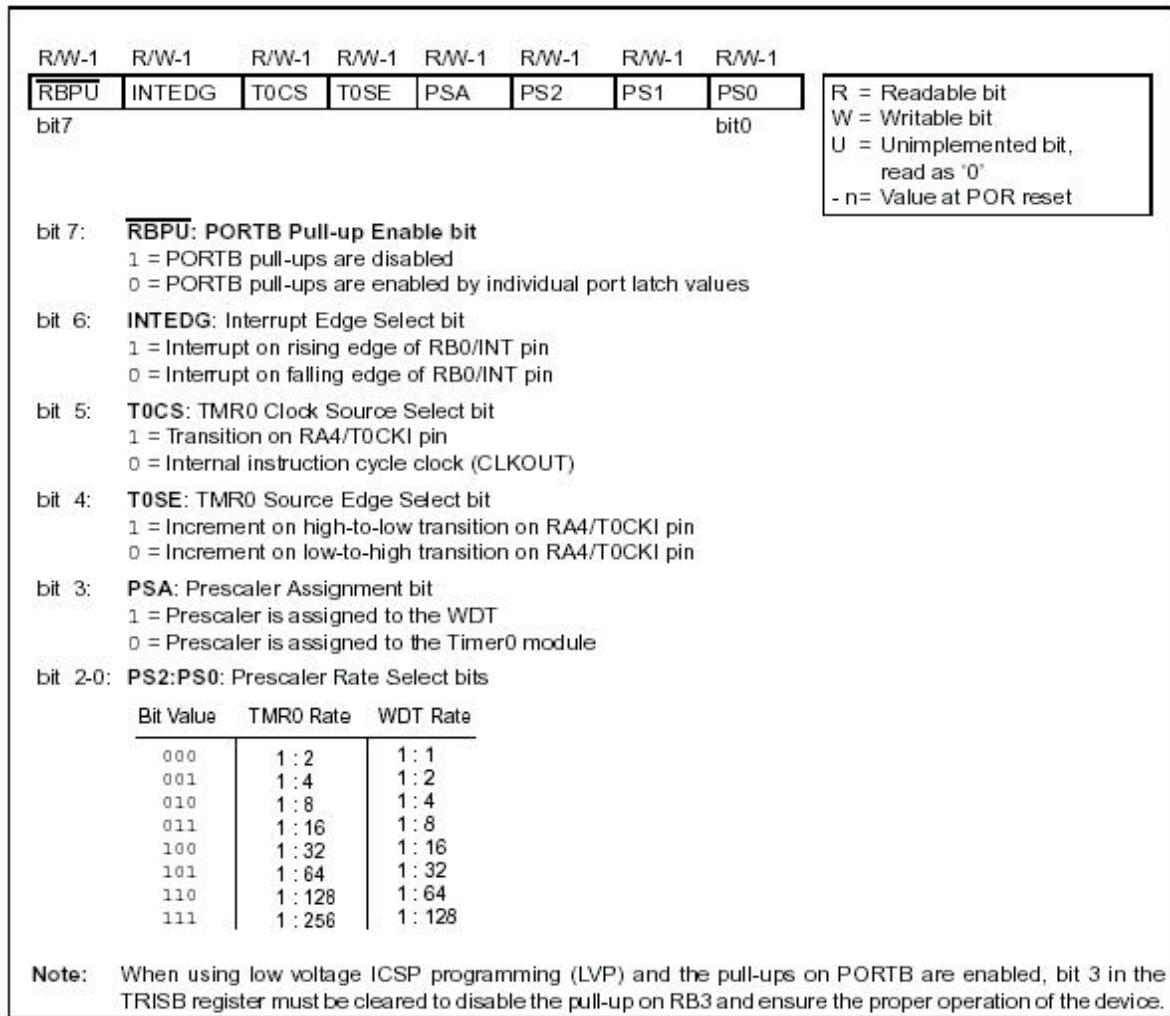 R/W-1 R/W-1 R/W-1 R/W-1 R/W-1 R/W-1 R/W-1 R/W-1
RBPU INTEDG T0CS T0SE PSA PS2 PS1 PS0
bit7 bit0
R = Readable bit
W = Writable bit
U = Unimplemented bit,
read as ‘0’
- n= Value at POR reset
bit 7: RBPU: PORTB Pull-up Enable bit
1 = PORTB pull-ups are disabled
0 = PORTB pull-ups are enabled by individual port latch values
bit 6: INTEDG: Interrupt Edge Select bit
1 = Interrupt on rising edge of RB0/INT pin
0 = Interrupt on falling edge of RB0/INT pin
bit 5: T0CS: TMR0 Clock Source Select bit
1 = Transition on RA4/T0CKI pin
0 = Internal instruction cycle clock (CLKOUT)
bit 4: T0SE: TMR0 Source Edge Select bit
1 = Increment on high-to-low transition on RA4/T0CKI pin
0 = Increment on low-to-high transition on RA4/T0CKI pin
bit 3: PSA: Prescaler Assignment bit
1 = Prescaler is assigned to the WDT
0 = Prescaler is assigned to the Timer0 module
bit 2-0: PS2:PS0: Prescaler Rate Select bits
Bit Value TMR0 Rate WDT Rate
000 1 : 2 1 : 1
001 1 : 4 1 : 2
010 1 : 8 1 : 4
011 1 : 16 1 : 8
100 1 : 32 1 : 16
101 1 : 64 1 : 32
110 1 : 128 1 : 64
111 1 : 256 1 : 128
Note: When using low voltage ICSP programming (LVP) and the pull-ups on PORTB are enabled, bit 3 in the
TRISB register must be cleared to disable the pull-up on RB3 and ensure the proper operation of the device.